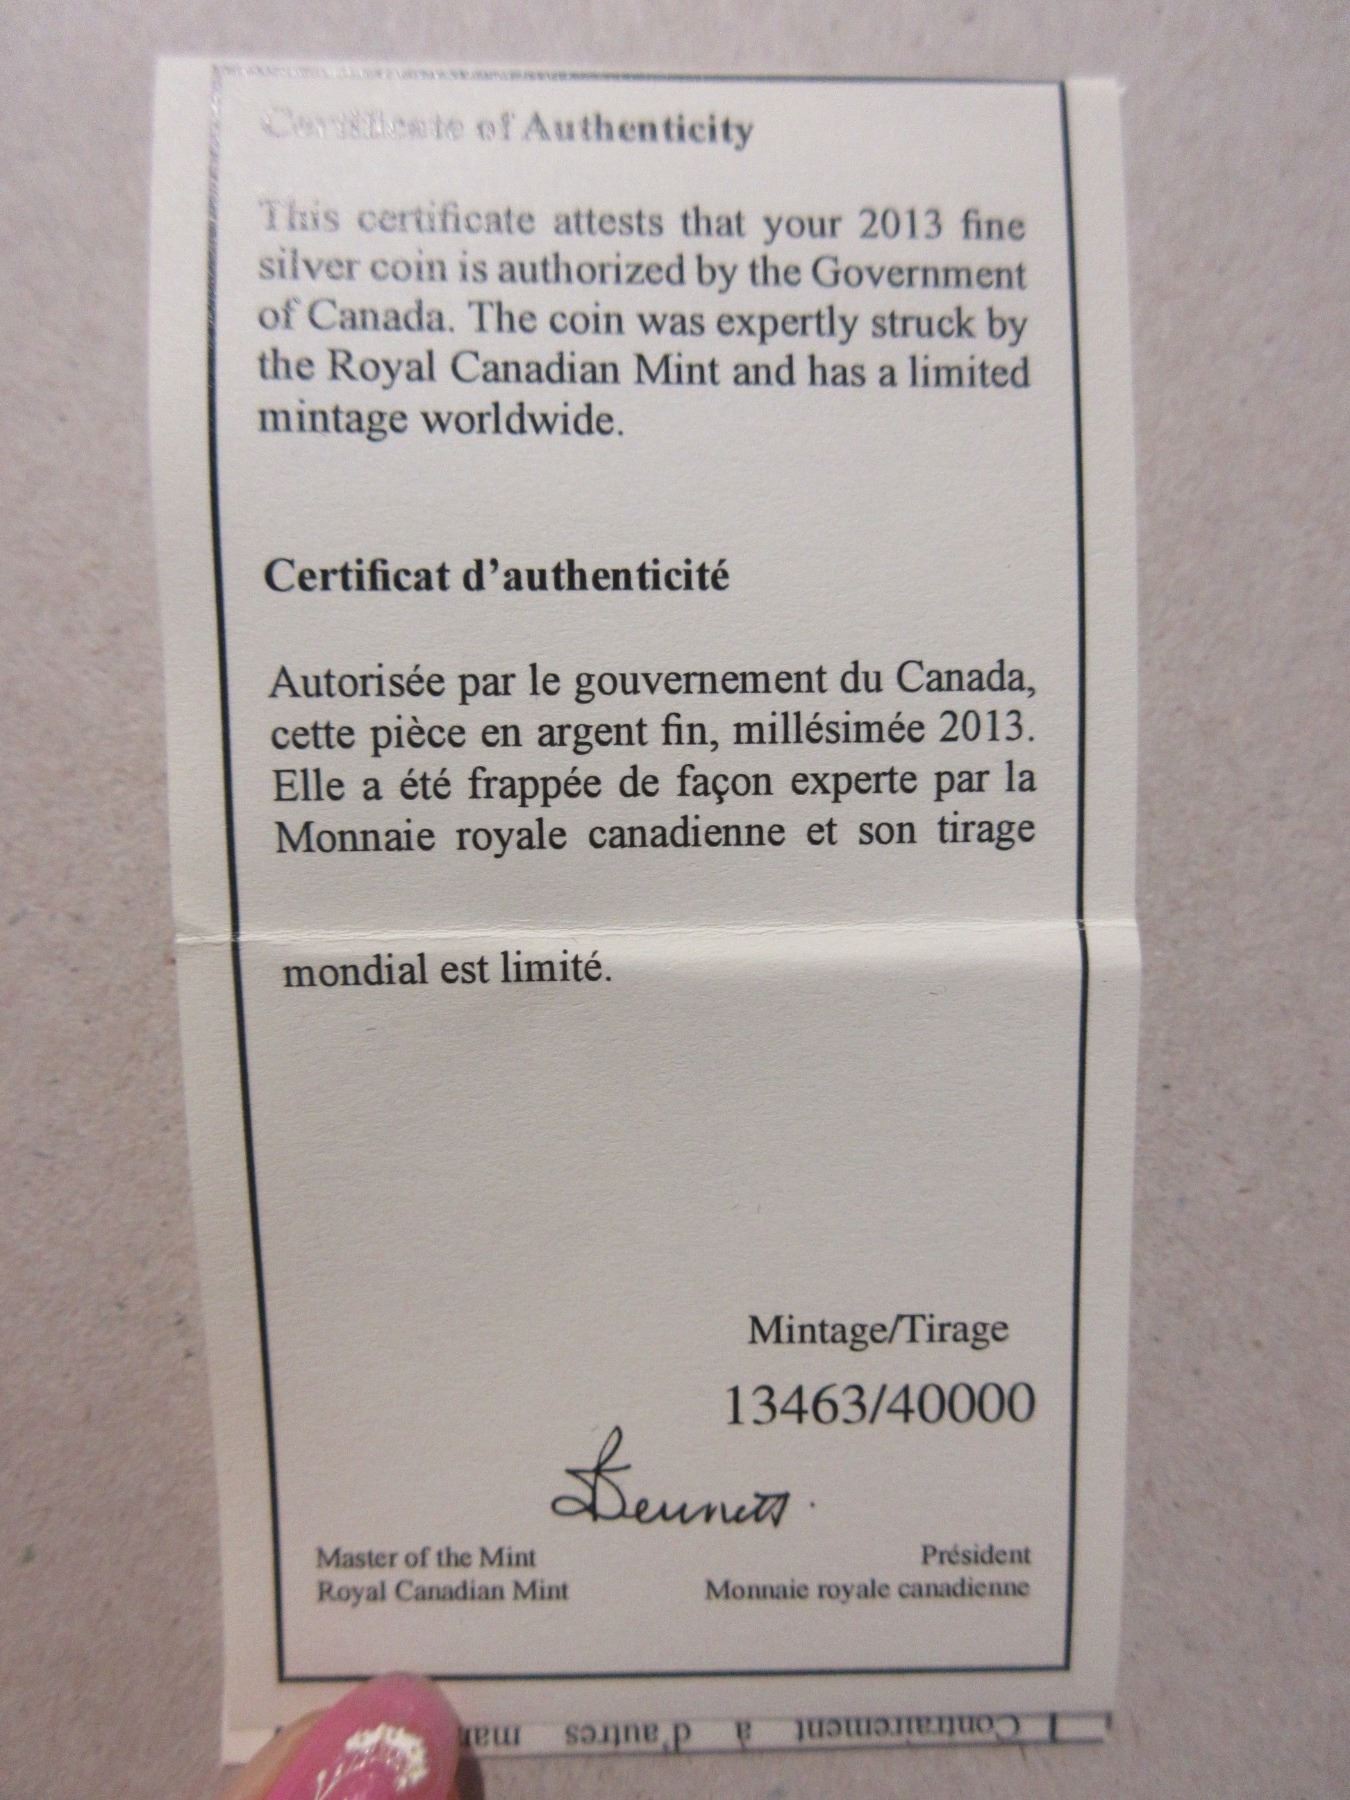 Certificate of Authenticity
This certificate attests that your 2013 fine
silver coin is authorized by the Government
of Canada. The coin was expertly struck by
the Royal Canadian Mint and has a limited
mintage worldwide.
Certificat d'authenticité
Autorisée par le gouvernement du Canada,
cette pièce en argent fin, millésimée 2013.
Elle a été frappée de façon experte par la
Monnaie royale canadienne et son tirage
mondial est limité.
Mintage/Tirage
13463/40000
Bennett
Master of the Mint
Royal Canadian Mint
Président
Monnaie royale canadienne
Contrairement à d'autres